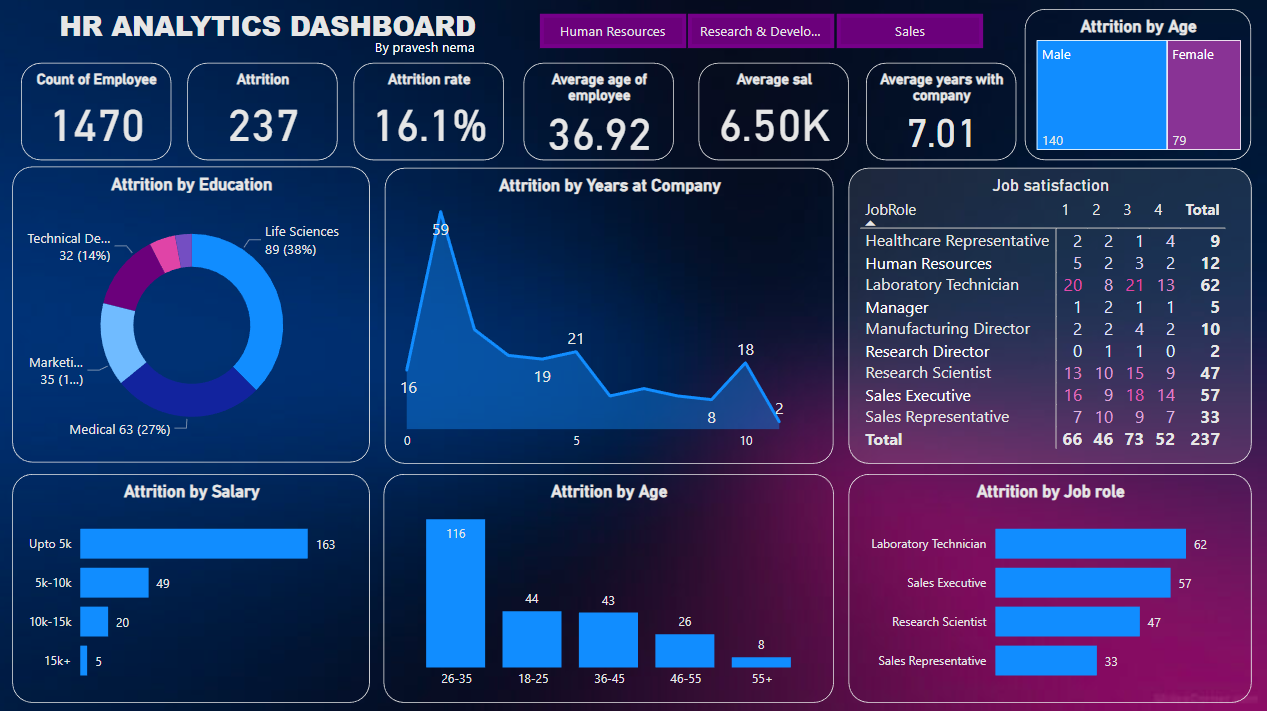 HR ANALYTICS DASHBOARD
By pravesh nema
Human Resources
Research & Develo...
Sales
Attrition by Age
Male
Female
140
79
Count of Employee
1470
Attrition
237
Attrition rate
16.1%
Average age of
employee
36.92
Average sal
6.50K
Average years with
company
7.01
Attrition by Education
Life Sciences
89 (38%)
Technical De...
32 (14%)
Marketi...
35 (1...)
Medical 63 (27%)
Attrition by Years at Company
59
16
19
21
8
18
2
0 5 10
Job satisfaction
JobRole 1 2 3 4 Total
Healthcare Representative 2 2 1 4 9
Human Resources 5 2 3 2 12
Laboratory Technician 20 8 21 13 62
Manager 1 2 1 1 5
Manufacturing Director 2 2 4 2 10
Research Director 0 1 1 0 2
Research Scientist 13 10 15 9 47
Sales Executive 16 9 18 14 57
Sales Representative 7 10 9 7 33
Total 66 46 73 52 237
Attrition by Salary
Upto 5k 163
5k-10k 49
10k-15k 20
15k+ 5
Attrition by Age
116
44
43
26
8
26-35 18-25 36-45 46-55 55+
Attrition by Job role
Laboratory Technician 62
Sales Executive 57
Research Scientist 47
Sales Representative 33